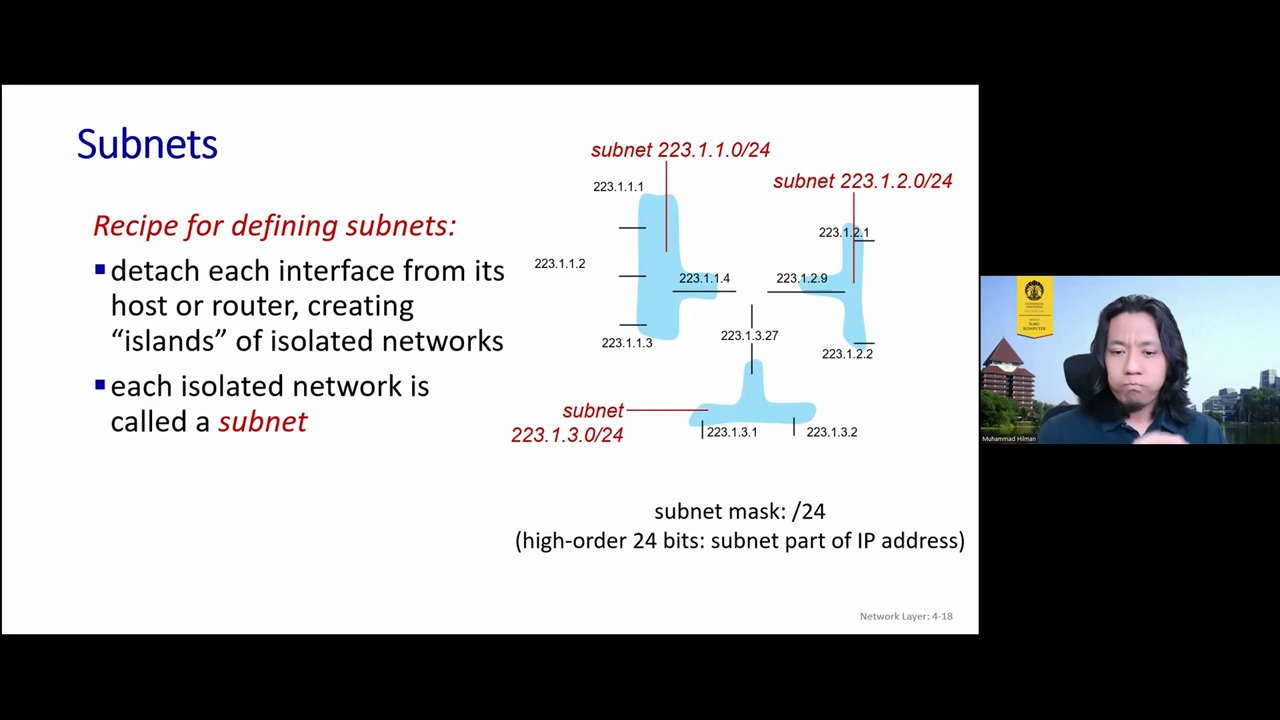 Subnets
Recipe for defining subnets:
detach each interface from its
host or router, creating
“islands” of isolated networks
each isolated network is
called a subnet
subnet 223.1.1.0/24
subnet 223.1.2.0/24
223.1.1.1
223.1.2.1
223.1.1.2
223.1.1.4
223.1.2.9
223.1.3.27
223.1.1.3
223.1.2.2
subnet
223.1.3.0/24
223.1.3.1
223.1.3.2
subnet mask: /24
(high-order 24 bits: subnet part of IP address)
Network Layer: 4-18
ILMU
KOMPUTER
Muhammad Hilman